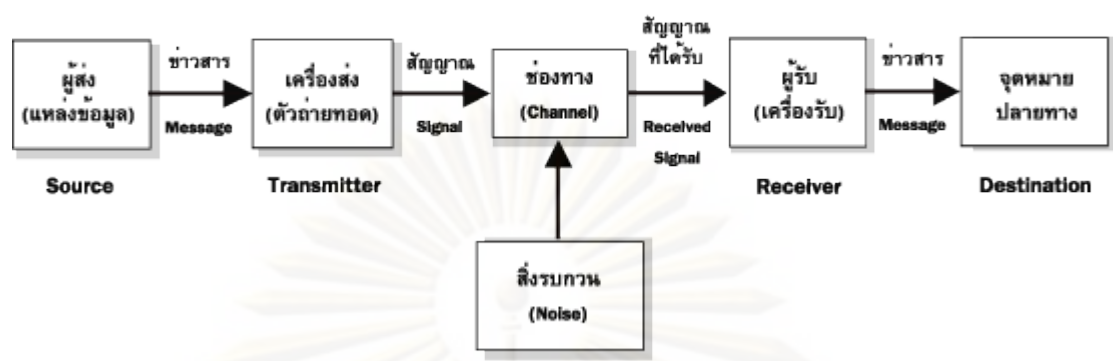 ผู้ส่ง
(แหล่งข้อมูล)
Source
ข่าวสาร
Message
เครื่องส่ง
(ตัวถ่ายทอด)
Transmitter
สัญญาณ
Signal
ช่องทาง
(Channel)
สัญญาณ
ที่ได้รับ
Received
Signal
ผู้รับ
(เครื่องรับ)
Receiver
ข่าวสาร
Message
จุดหมาย
ปลายทาง
Destination
สิ่งรบกวน
(Noise)